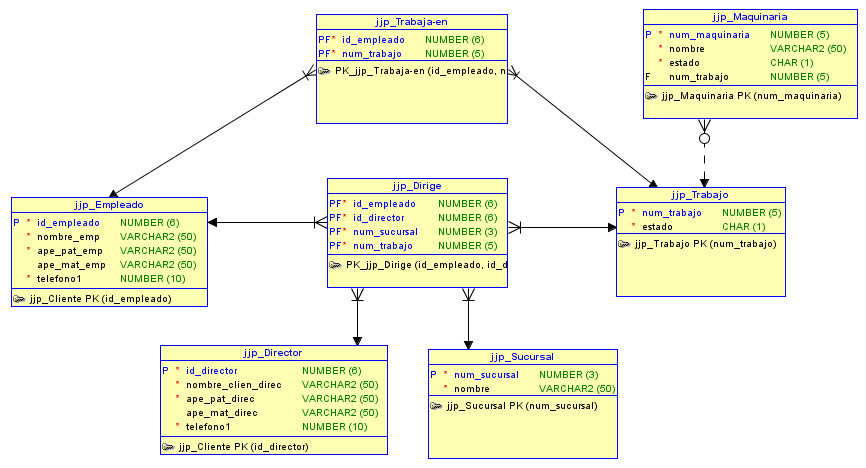 jjp_Trabaja-en
PF* id_empleado NUMBER (6)
PF* num_trabajo NUMBER (5)
PK_jjp_Trabaja-en (id_empleado, n
jjp_Maquinaria
P * num_maquinaria NUMBER (5)
* nombre VARCHAR2 (50)
* estado CHAR (1)
F num_trabajo NUMBER (5)
jjp_Maquinaria PK (num_maquinaria)
jjp_Empleado
P * id_empleado NUMBER (6)
* nombre_emp VARCHAR2 (50)
* ape_pat_emp VARCHAR2 (50)
ape_mat_emp VARCHAR2 (50)
* telefono1 NUMBER (10)
jjp_Cliente PK (id_empleado)
jjp_Dirige
PF* id_empleado NUMBER (6)
PF* id_director NUMBER (6)
PF* num_sucursal NUMBER (3)
PF* num_trabajo NUMBER (5)
PK_jjp_Dirige (id_empleado, id_d
jjp_Trabajo
P * num_trabajo NUMBER (5)
* estado CHAR (1)
jjp_Trabajo PK (num_trabajo)
jjp_Director
P * id_director NUMBER (6)
* nombre_clien_direc VARCHAR2 (50)
* ape_pat_direc VARCHAR2 (50)
ape_mat_direc VARCHAR2 (50)
* telefono1 NUMBER (10)
jjp_Cliente PK (id_director)
jjp_Sucursal
P * num_sucursal NUMBER (3)
* nombre VARCHAR2 (50)
jjp_Sucursal PK (num_sucursal)